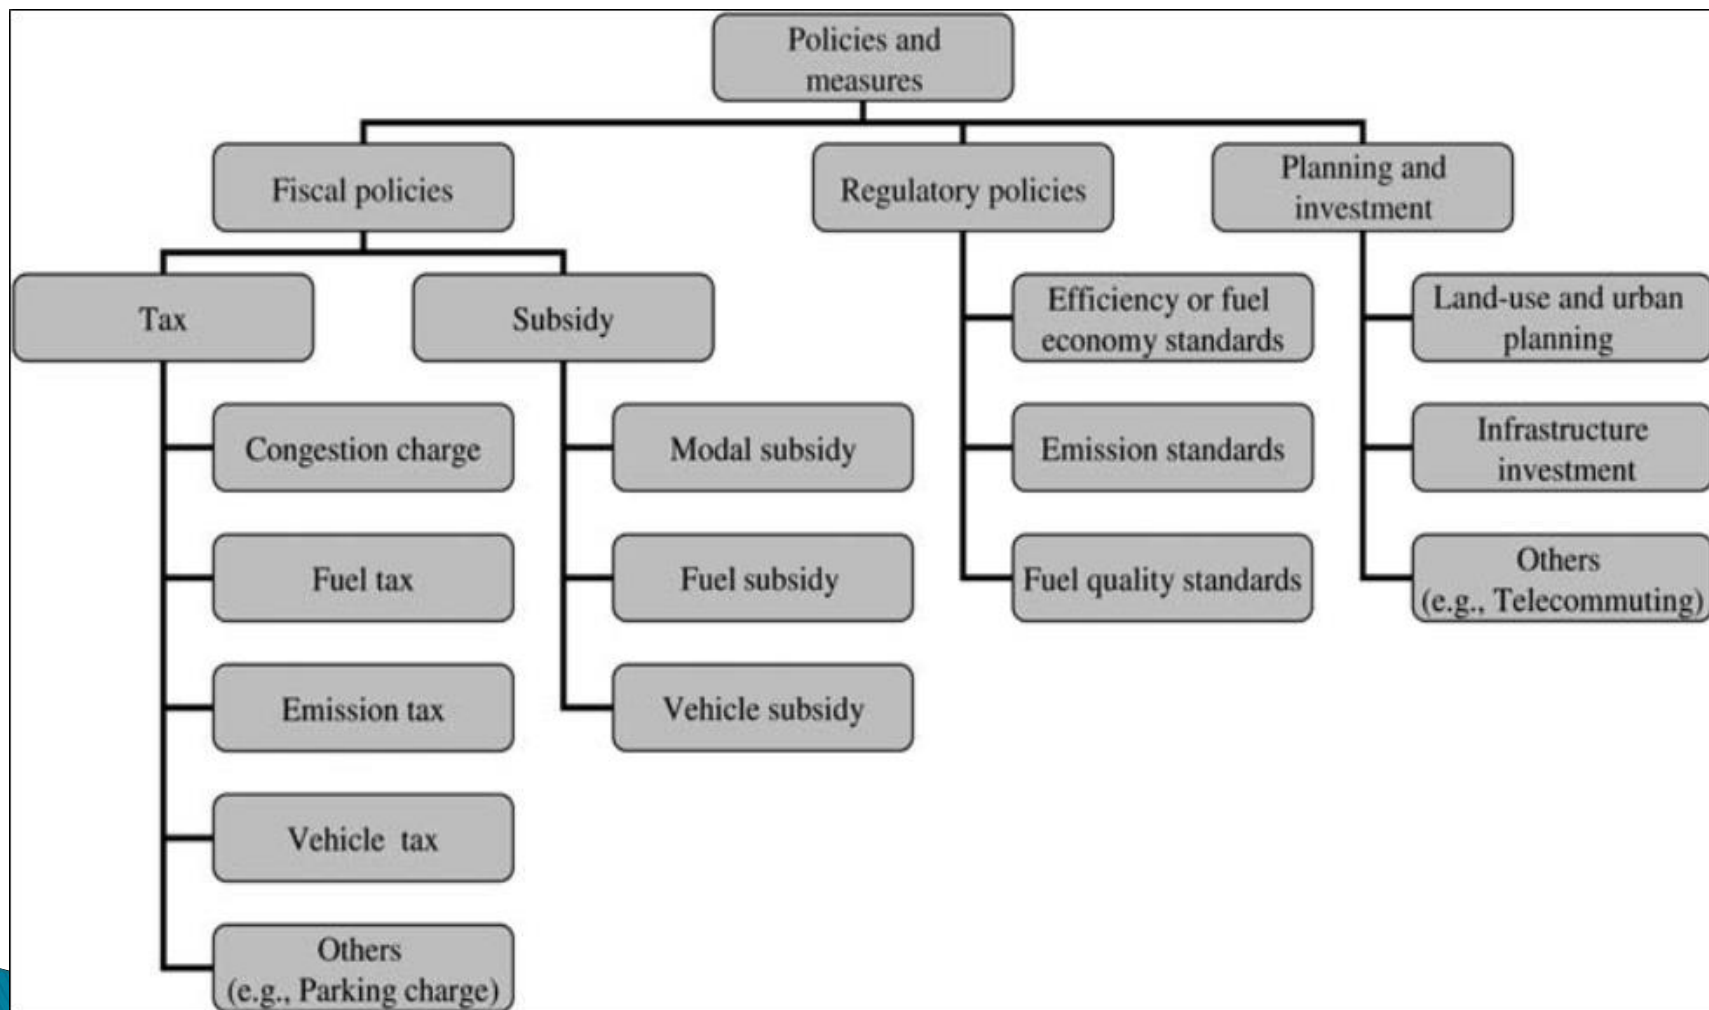 Policies and
measures
Fiscal policies
Regulatory policies
Planning and
investment
Tax
Subsidy
Efficiency or fuel
economy standards
Land-use and urban
planning
Congestion charge
Modal subsidy
Emission standards
Infrastructure
investment
Fuel tax
Fuel subsidy
Fuel quality standards
Others
(e.g., Telecommuting)
Emission tax
Vehicle subsidy
Vehicle tax
Others
(e.g., Parking charge)